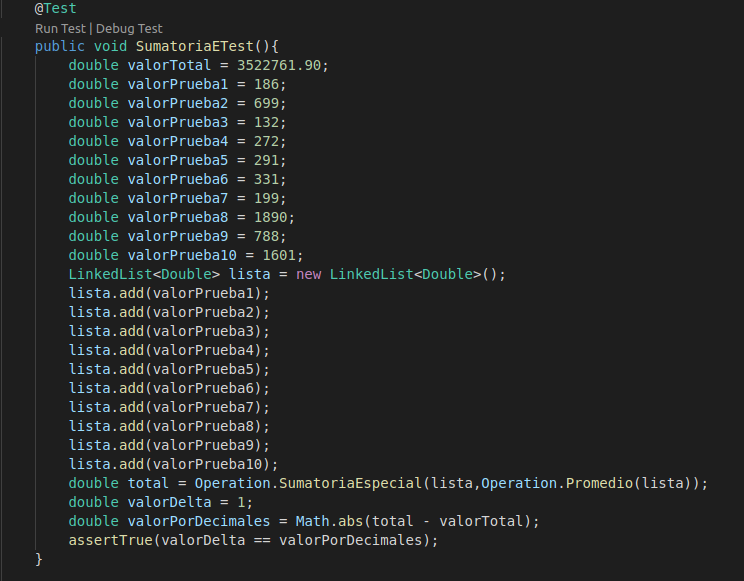 @Test
Run Test | Debug Test
public void SumatoriaETest(){
double valorTotal = 3522761.90;
double valorPrueba1 = 186;
double valorPrueba2 = 699;
double valorPrueba3 = 132;
double valorPrueba4 = 272;
double valorPrueba5 = 291;
double valorPrueba6 = 331;
double valorPrueba7 = 199;
double valorPrueba8 = 1890;
double valorPrueba9 = 788;
double valorPrueba10 = 1601;
LinkedList<Double> lista = new LinkedList<Double>();
lista.add(valorPrueba1);
lista.add(valorPrueba2);
lista.add(valorPrueba3);
lista.add(valorPrueba4);
lista.add(valorPrueba5);
lista.add(valorPrueba6);
lista.add(valorPrueba7);
lista.add(valorPrueba8);
lista.add(valorPrueba9);
lista.add(valorPrueba10);
double total = Operation.SumatoriaEspecial(lista,Operation.Promedio(lista));
double valorDelta = 1;
double valorPorDecimales = Math.abs(total - valorTotal);
assertTrue(valorDelta == valorPorDecimales);
}